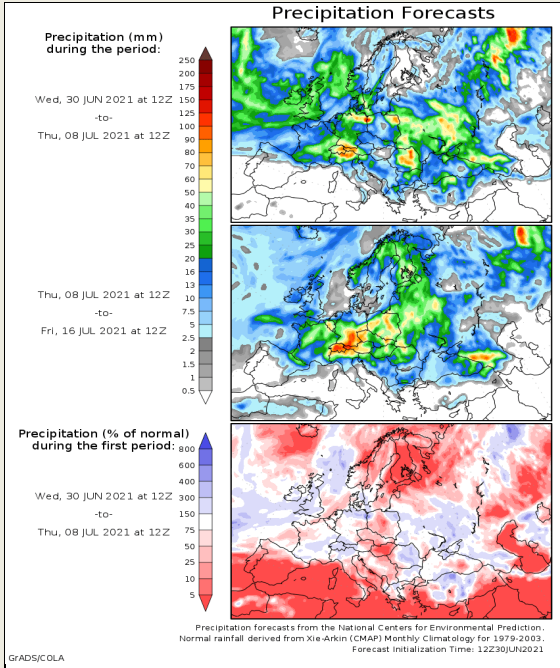 Precipitation Forecasts
Precipitation (mm)
during the period:
Wed, 30 JUN 2021 at 12Z
-to-
Thu, 08 JUL 2021 at 12Z
250
200
175
150
125
100
90
80
70
60
50
40
35
30
25
20
16
13
10
7.5
5
2.5
2
1.5
1
0.5
Thu, 08 JUL 2021 at 12Z
-to-
Fri, 16 JUL 2021 at 12Z
Precipitation (% of normal)
during the first period:
Wed, 30 JUN 2021 at 12Z
-to-
Thu, 08 JUL 2021 at 12Z
800
600
400
300
150
75
50
25
10
5
Precipitation forecasts from the National Centers for Environmental Prediction.
Normal rainfall derived from Xie-Arkin (CMAP) Monthly Climatology for 1979-2003.
Forecast Initialization Time: 12Z30JUN2021
GrADS/COLA